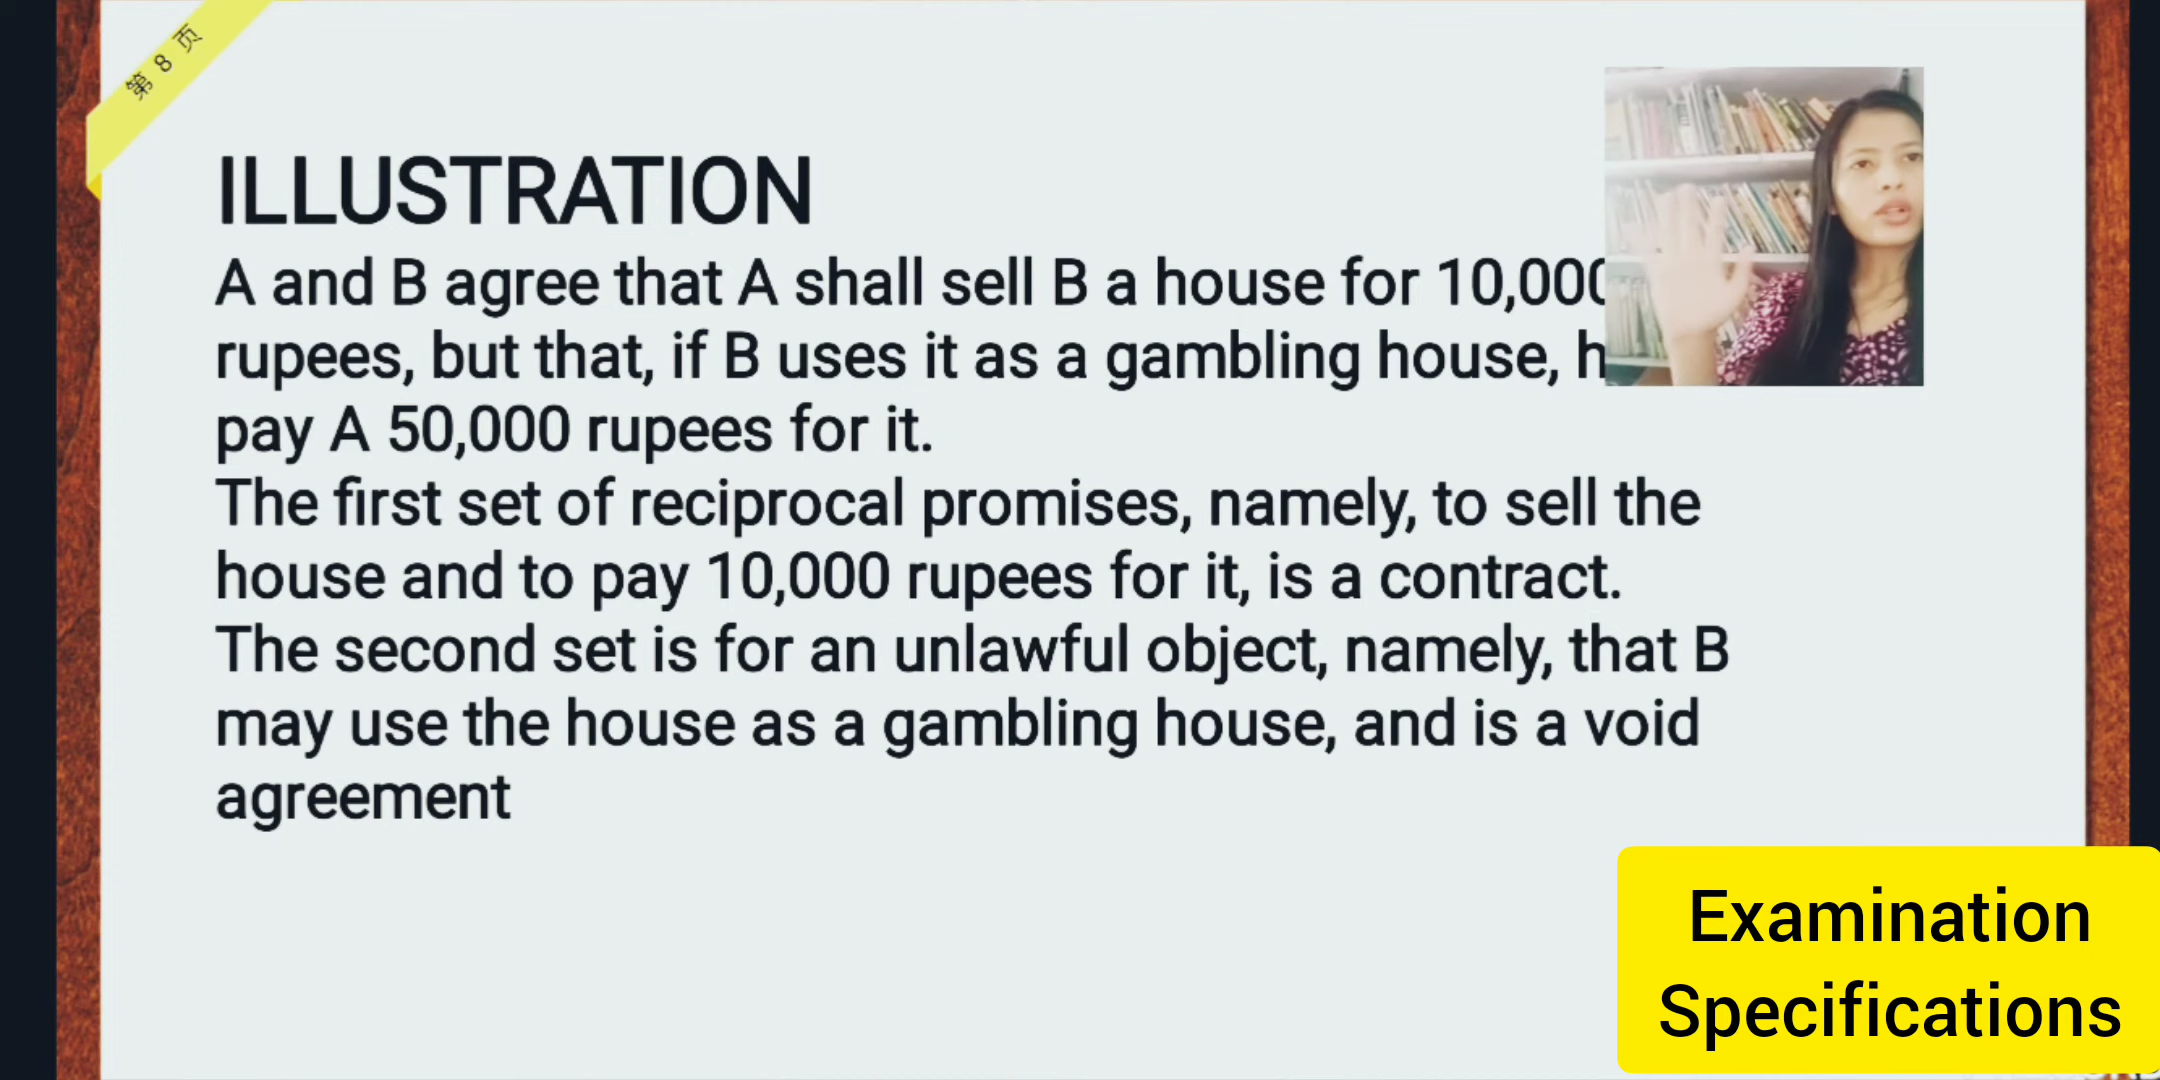 第 8 页
ILLUSTRATION
A and B agree that A shall sell B a house for 10,000
rupees, but that, if B uses it as a gambling house,
pay A 50,000 rupees for it.
The first set of reciprocal promises, namely, to sell the
house and to pay 10,000 rupees for it, is a contract.
The second set is for an unlawful object, namely, that B
may use the house as a gambling house, and is a void
agreement
Examination
Specifications